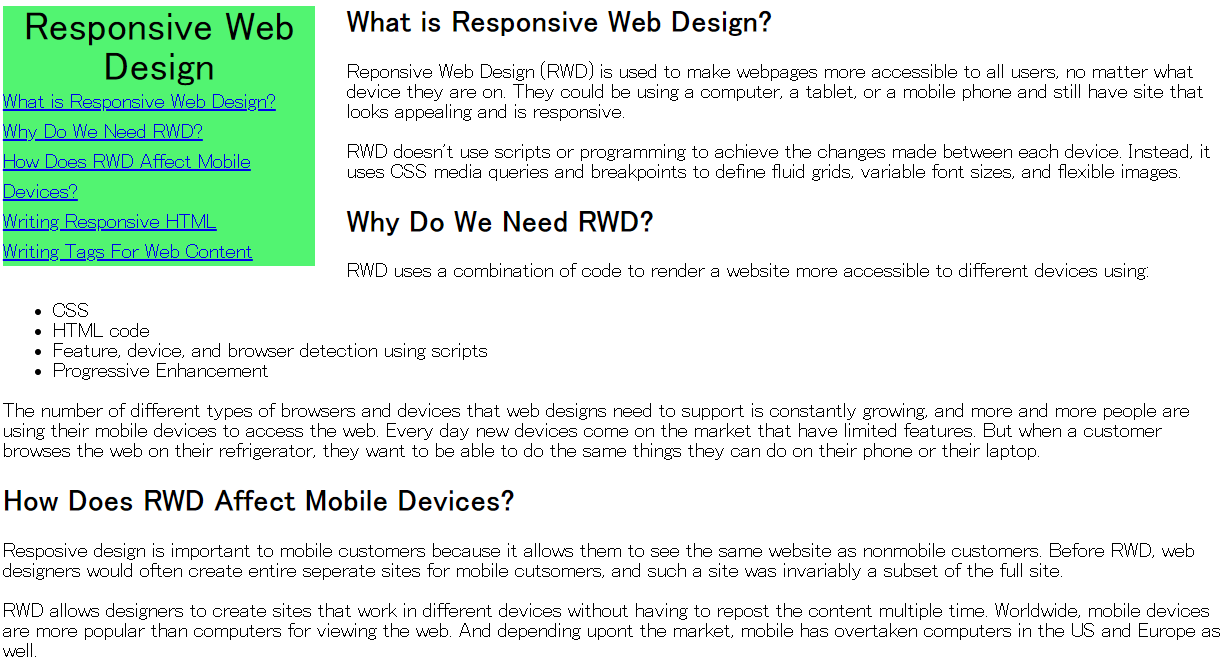 Responsive Web
Design
What is Responsive Web Design?
Why Do We Need RWD?
How Does RWD Affect Mobile
Devices?
Writing Responsive HTML
Writing Tags For Web Content
What is Responsive Web Design?
Reponsive Web Design (RWD) is used to make webpages more accessible to all users, no matter what
device they are on. They could be using a computer, a tablet, or a mobile phone and still have site that
looks appealing and is responsive.
RWD doesn't use scripts or programming to achieve the changes made between each device. Instead, it
uses CSS media queries and breakpoints to define fluid grids, variable font sizes, and flexible images.
Why Do We Need RWD?
RWD uses a combination of code to render a website more accessible to different devices using:
• CSS
• HTML code
• Feature, device, and browser detection using scripts
• Progressive Enhancement
The number of different types of browsers and devices that web designs need to support is constantly growing, and more and more people are
using their mobile devices to access the web. Every day new devices come on the market that have limited features. But when a customer
browses the web on their refrigerator, they want to be able to do the same things they can do on their phone or their laptop.
How Does RWD Affect Mobile Devices?
Resposive design is important to mobile customers because it allows them to see the same website as nonmobile customers. Before RWD, web
designers would often create entire seperate sites for mobile cutsomers, and such a site was invariably a subset of the full site.
RWD allows designers to create sites that work in different devices without having to repost the content multiple time. Worldwide, mobile devices
are more popular than computers for viewing the web. And depending upont the market, mobile has overtaken computers in the US and Europe as
well.